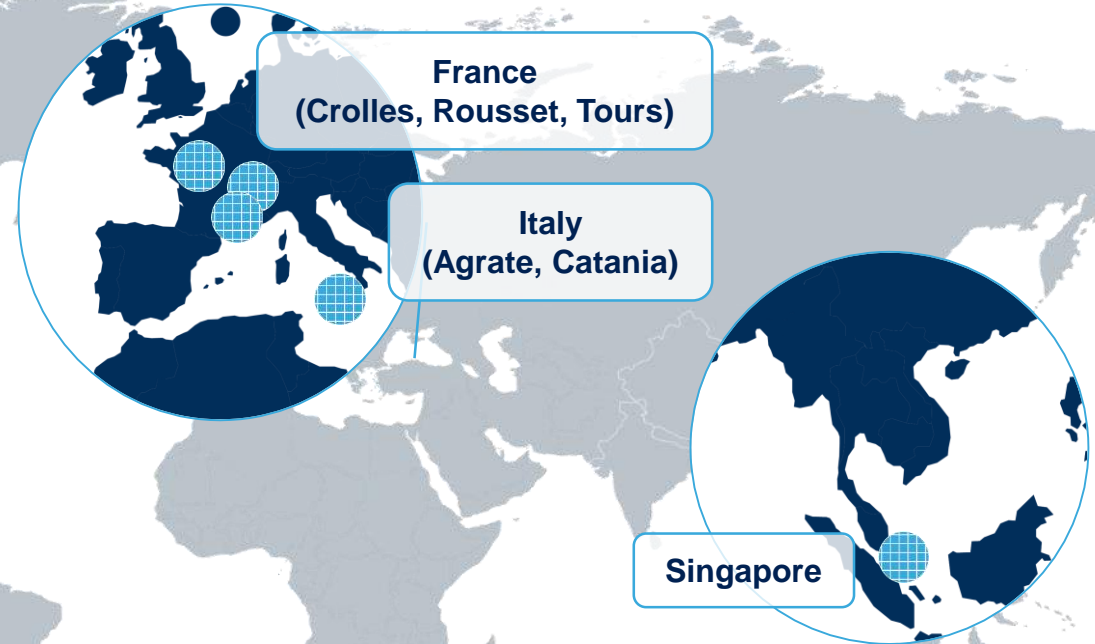 France
(Crolles, Rousset, Tours)
Italy
(Agrate, Catania)
Singapore